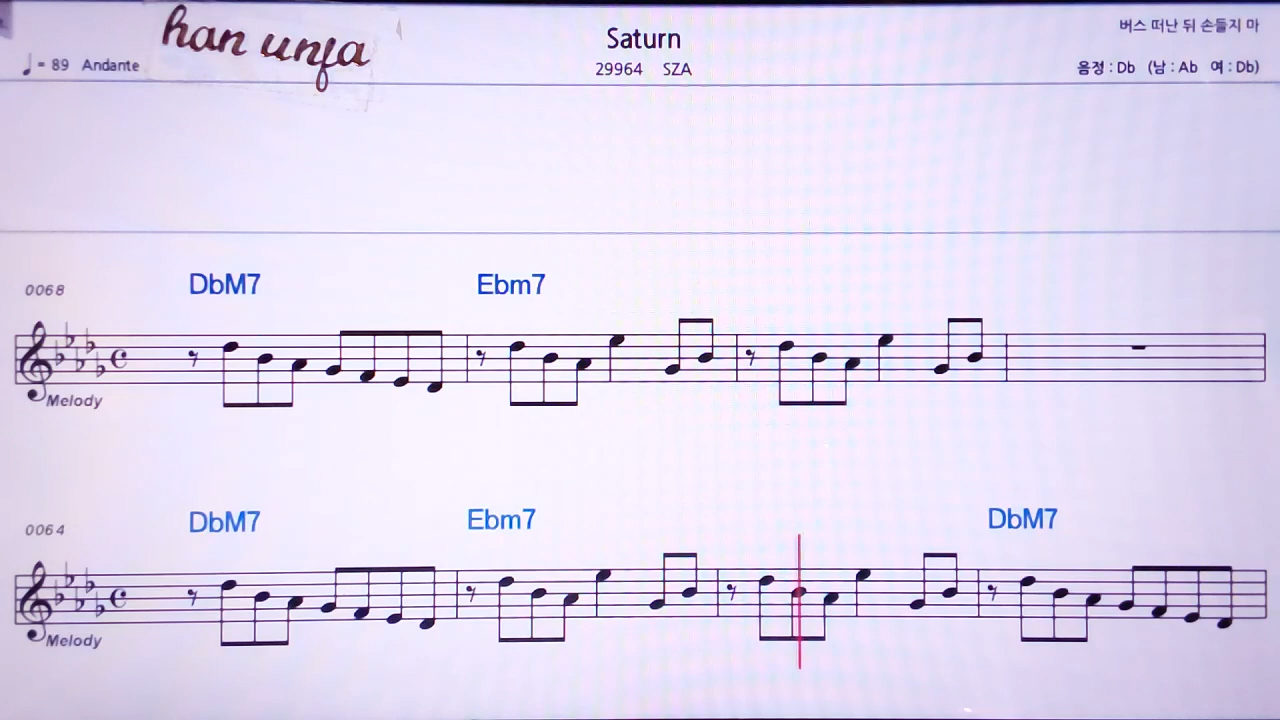 han unfa
Saturn
버스 떠난 뒤 손들지 마
♩ = 89 Andante
29964 SZA
음정 : Db (남 : Ab 여 : Db)
0068 DbM7 Ebm7
Melody
0064 DbM7 Ebm7 DbM7
Melody